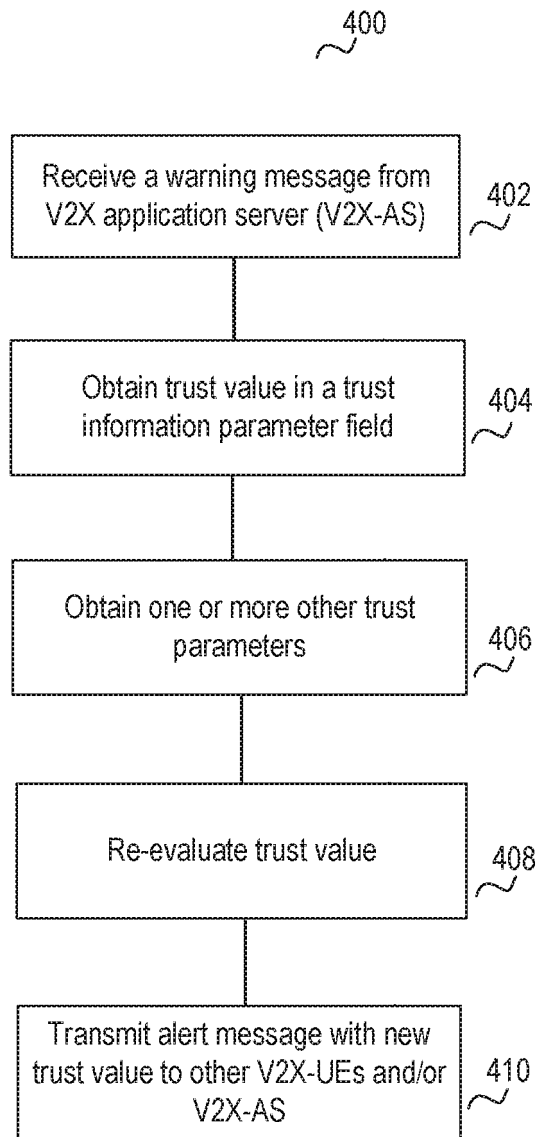 400
Receive a warning message from
V2X application server (V2X-AS)
402
Obtain trust value in a trust
information parameter field
404
Obtain one or more other trust
parameters
406
Re-evaluate trust value
408
Transmit alert message with new
trust value to other V2X-UEs and/or
V2X-AS
410